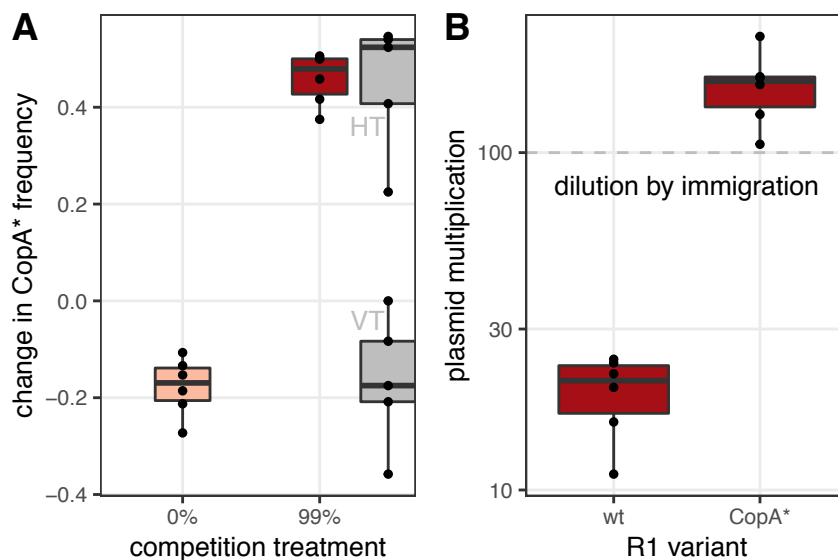 A
change in CopA* frequency
0.4
0.2
0.0
−0.2
−0.4
HT
VT
0%
99%
competition treatment
B
plasmid multiplication
100
30
10
dilution by immigration
wt
CopA*
R1 variant